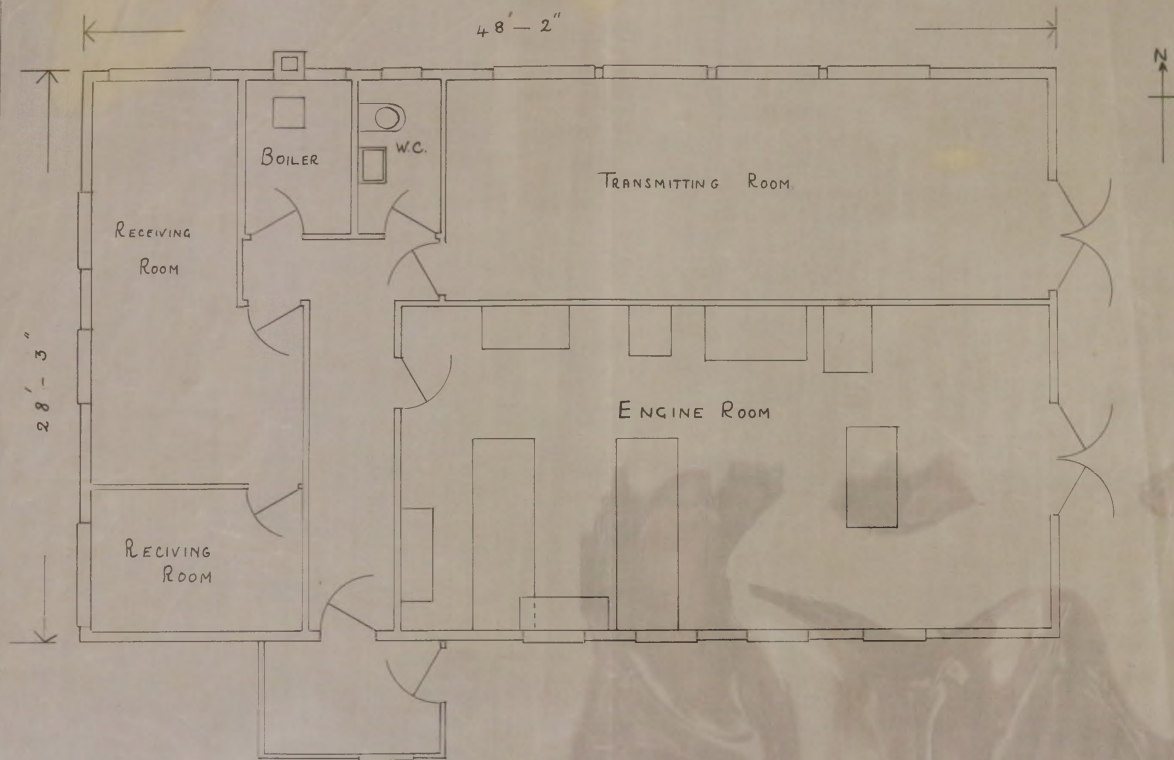 48'-2"
N
BOILER
W.C.
TRANSMITTING ROOM.
RECEIVING
ROOM
28'-3"
ENGINE ROOM
RECIVING
ROOM